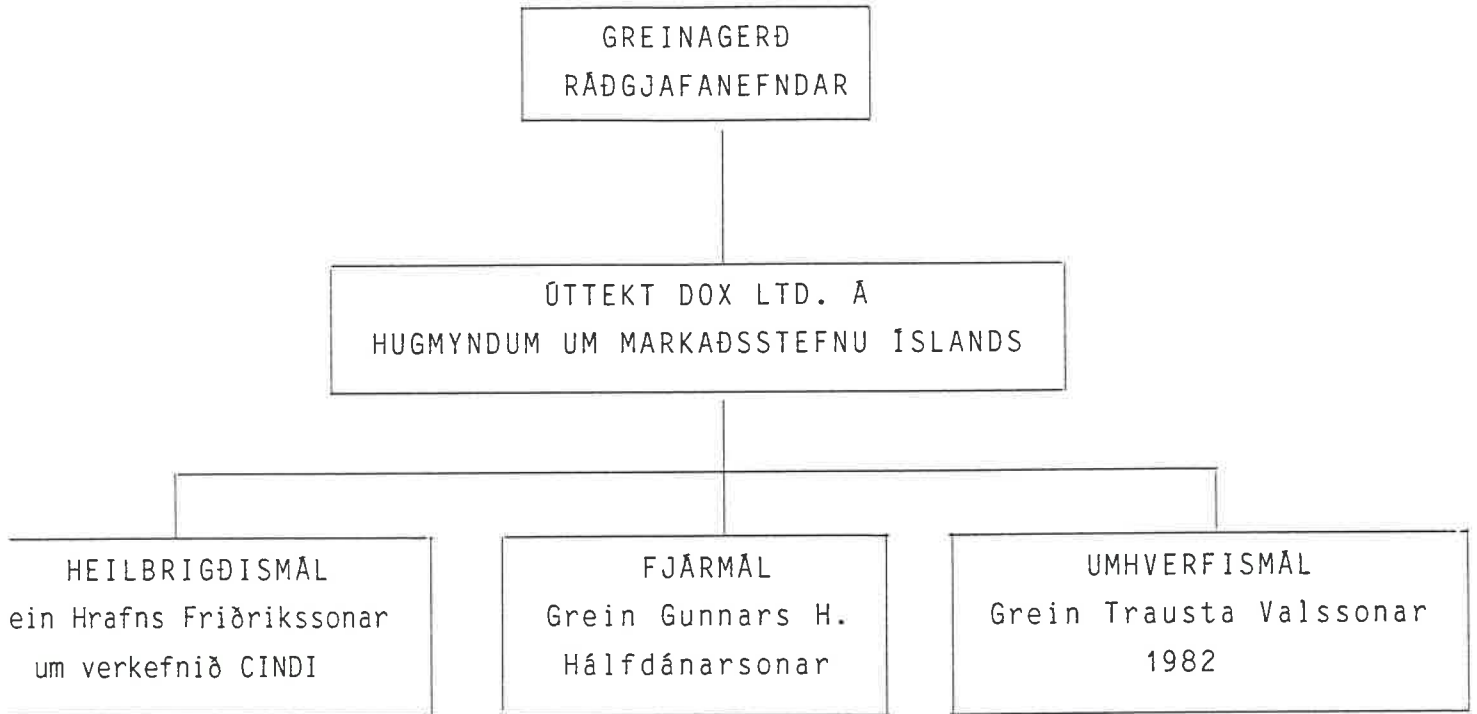 GREINAGERÐ
RÁÐGJAFANEFNDAR
ÚTTEKT DOX LTD. Á
HUGMYNDUM UM MARKAÐSSTEFNU ÍSLANDS
HEILBRIGÐISMÁL
ein Hrafns Friðrikssonar
um verkefnið CINDI
FJÁRMÁL
Grein Gunnars H.
Hálfdánarsonar
UMHVERFISMÁL
Grein Trausta Valssonar
1982